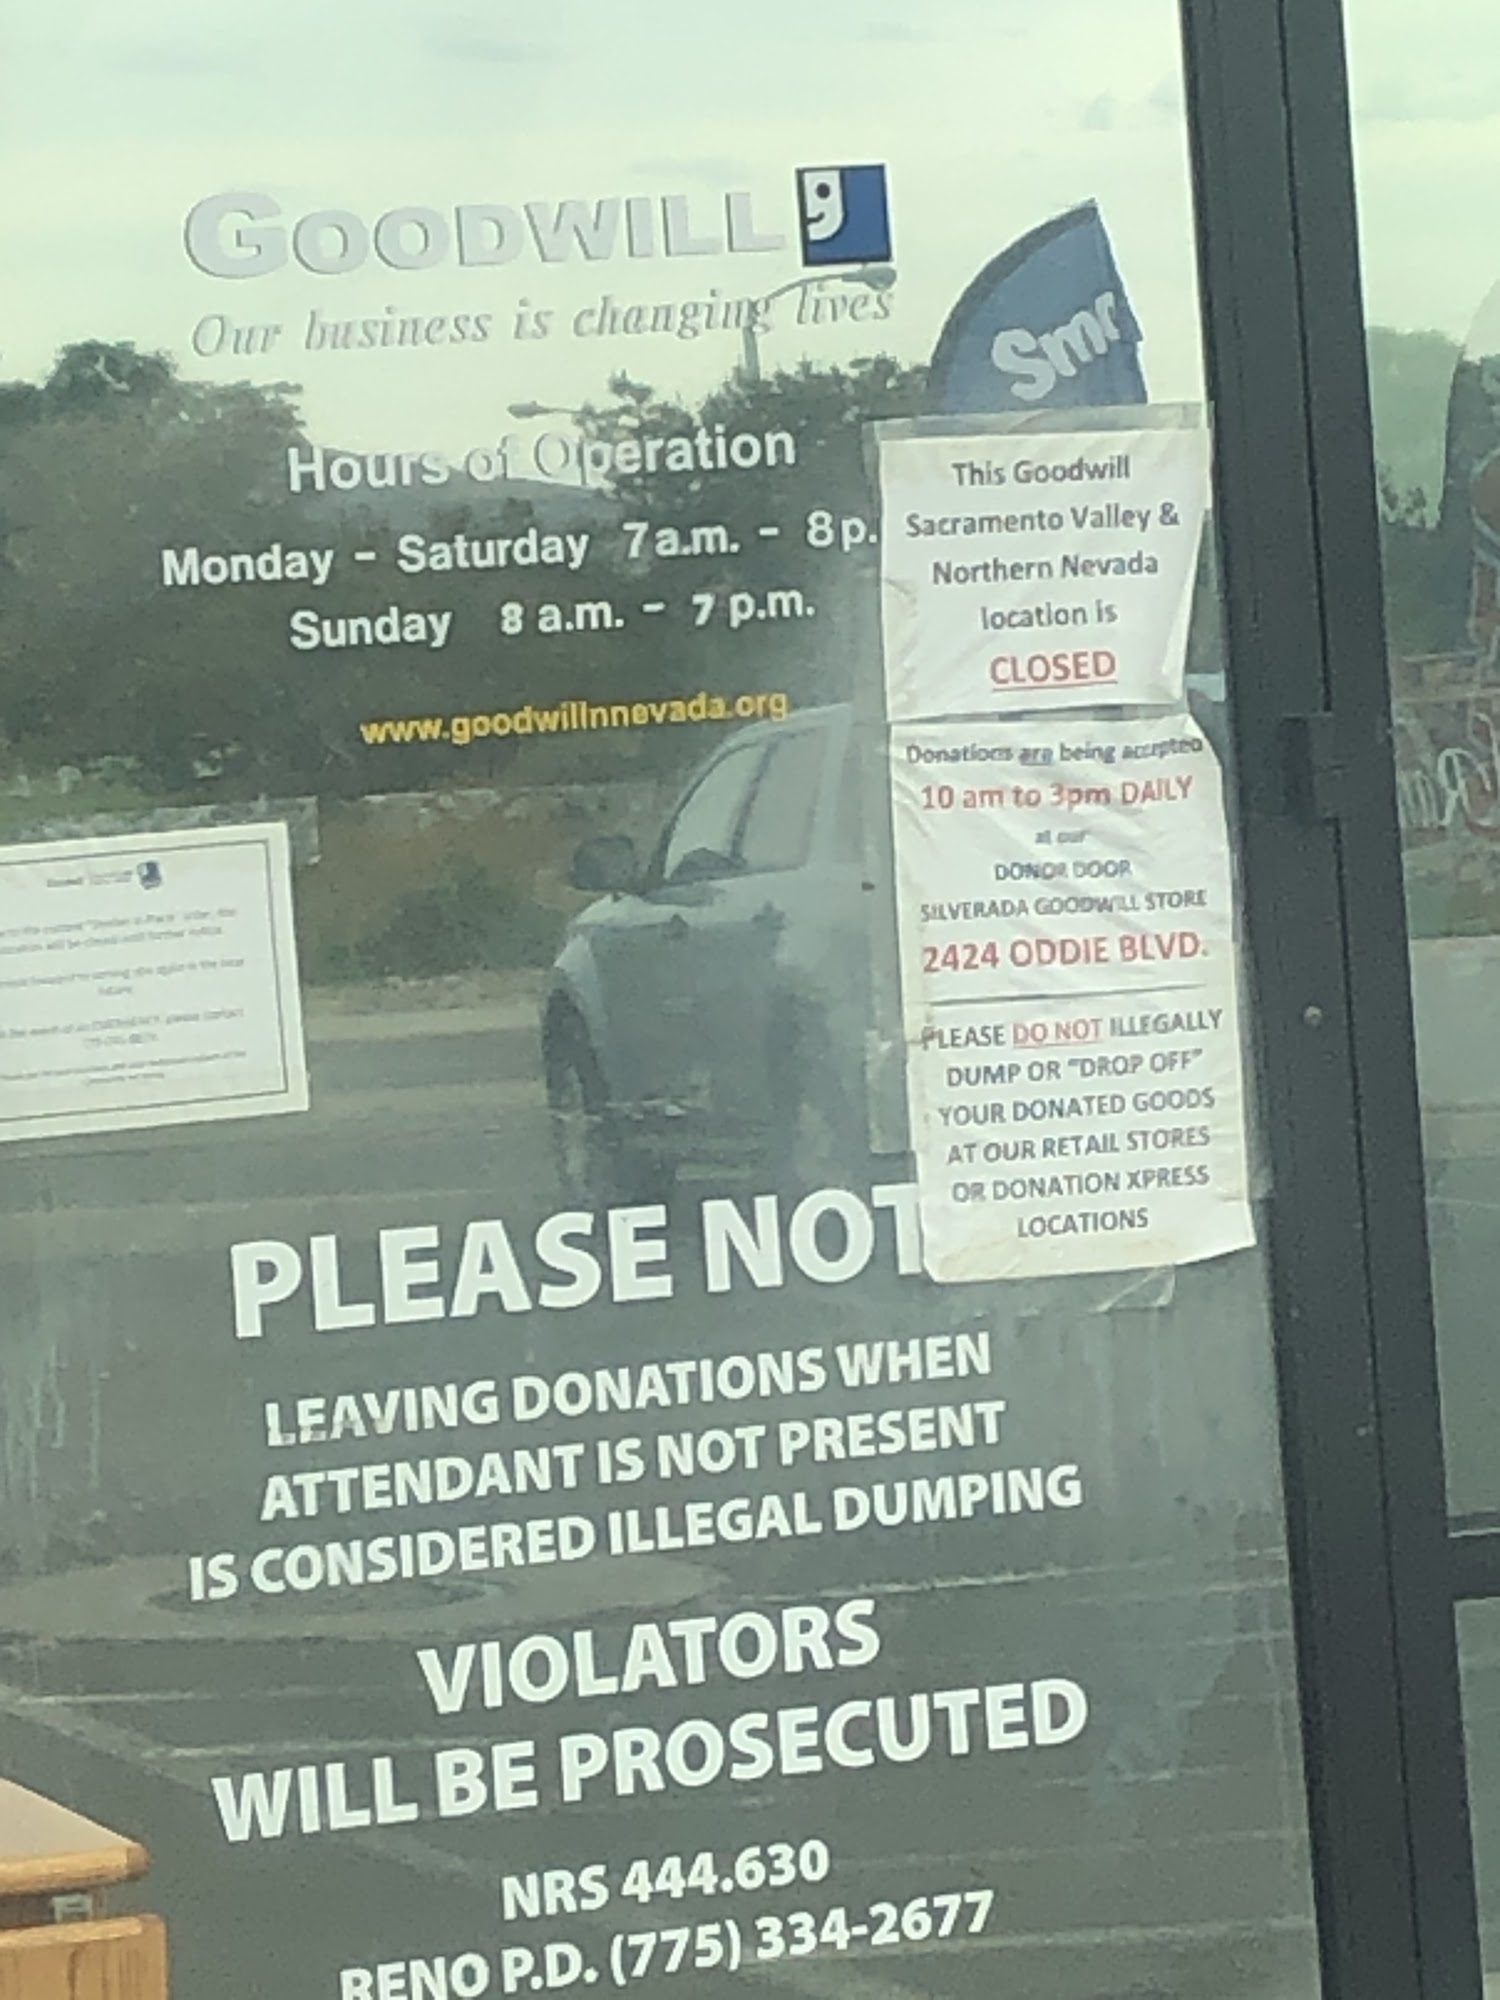 GOODWILL g
Our business is changing lives
Smr
Hours of Operation
Monday - Saturday 7 a.m. - 8 p.
Sunday 8 a.m. - 7 p.m.
www.goodwillnnevada.org
This Goodwill
Sacramento Valley &
Northern Nevada
location is
CLOSED
Donations are being accepted
10 am to 3pm DAILY
at our
DONOR DOOR
SILVERADA GOODWILL STORE
2424 ODDIE BLVD.
PLEASE DO NOT ILLEGALLY
DUMP OR "DROP OFF"
YOUR DONATED GOODS
AT OUR RETAIL STORES
OR DONATION XPRESS
LOCATIONS
PLEASE NOT
LEAVING DONATIONS WHEN
ATTENDANT IS NOT PRESENT
IS CONSIDERED ILLEGAL DUMPING
VIOLATORS
WILL BE PROSECUTED
NRS 444.630
RENO P.D. (775) 334-2677